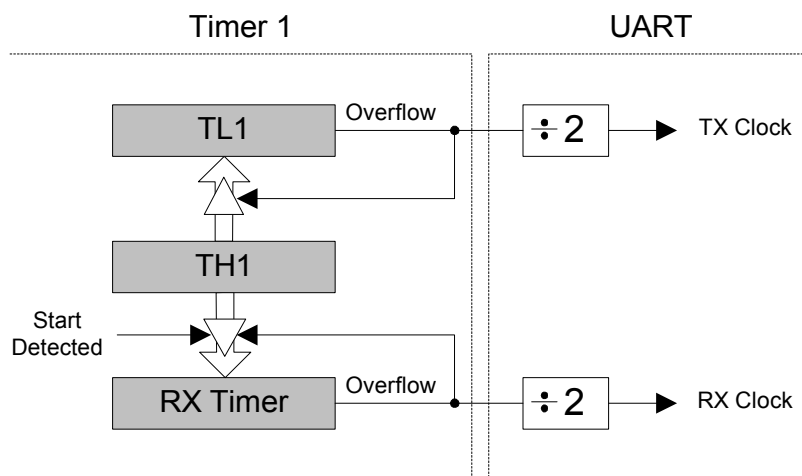 Timer 1
UART
TL1
Overflow
÷ 2
TX Clock
TH1
Start
Detected
RX Timer
Overflow
÷ 2
RX Clock